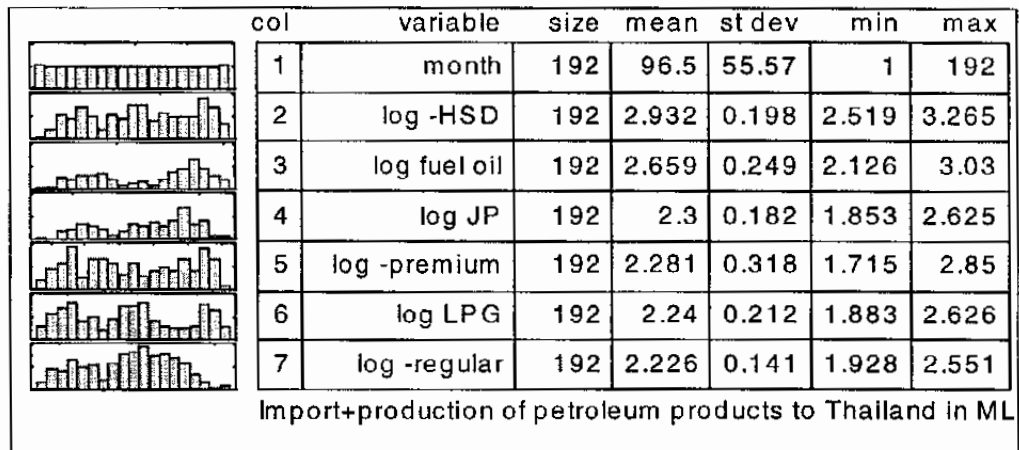 col variable size mean st dev min max
1 month 192 96.5 55.57 1 192
2 log -HSD 192 2.932 0.198 2.519 3.265
3 log fuel oil 192 2.659 0.249 2.126 3.03
4 log JP 192 2.3 0.182 1.853 2.625
5 log -premium 192 2.281 0.318 1.715 2.85
6 log LPG 192 2.24 0.212 1.883 2.626
7 log -regular 192 2.226 0.141 1.928 2.551
Import+production of petroleum products to Thailand in ML